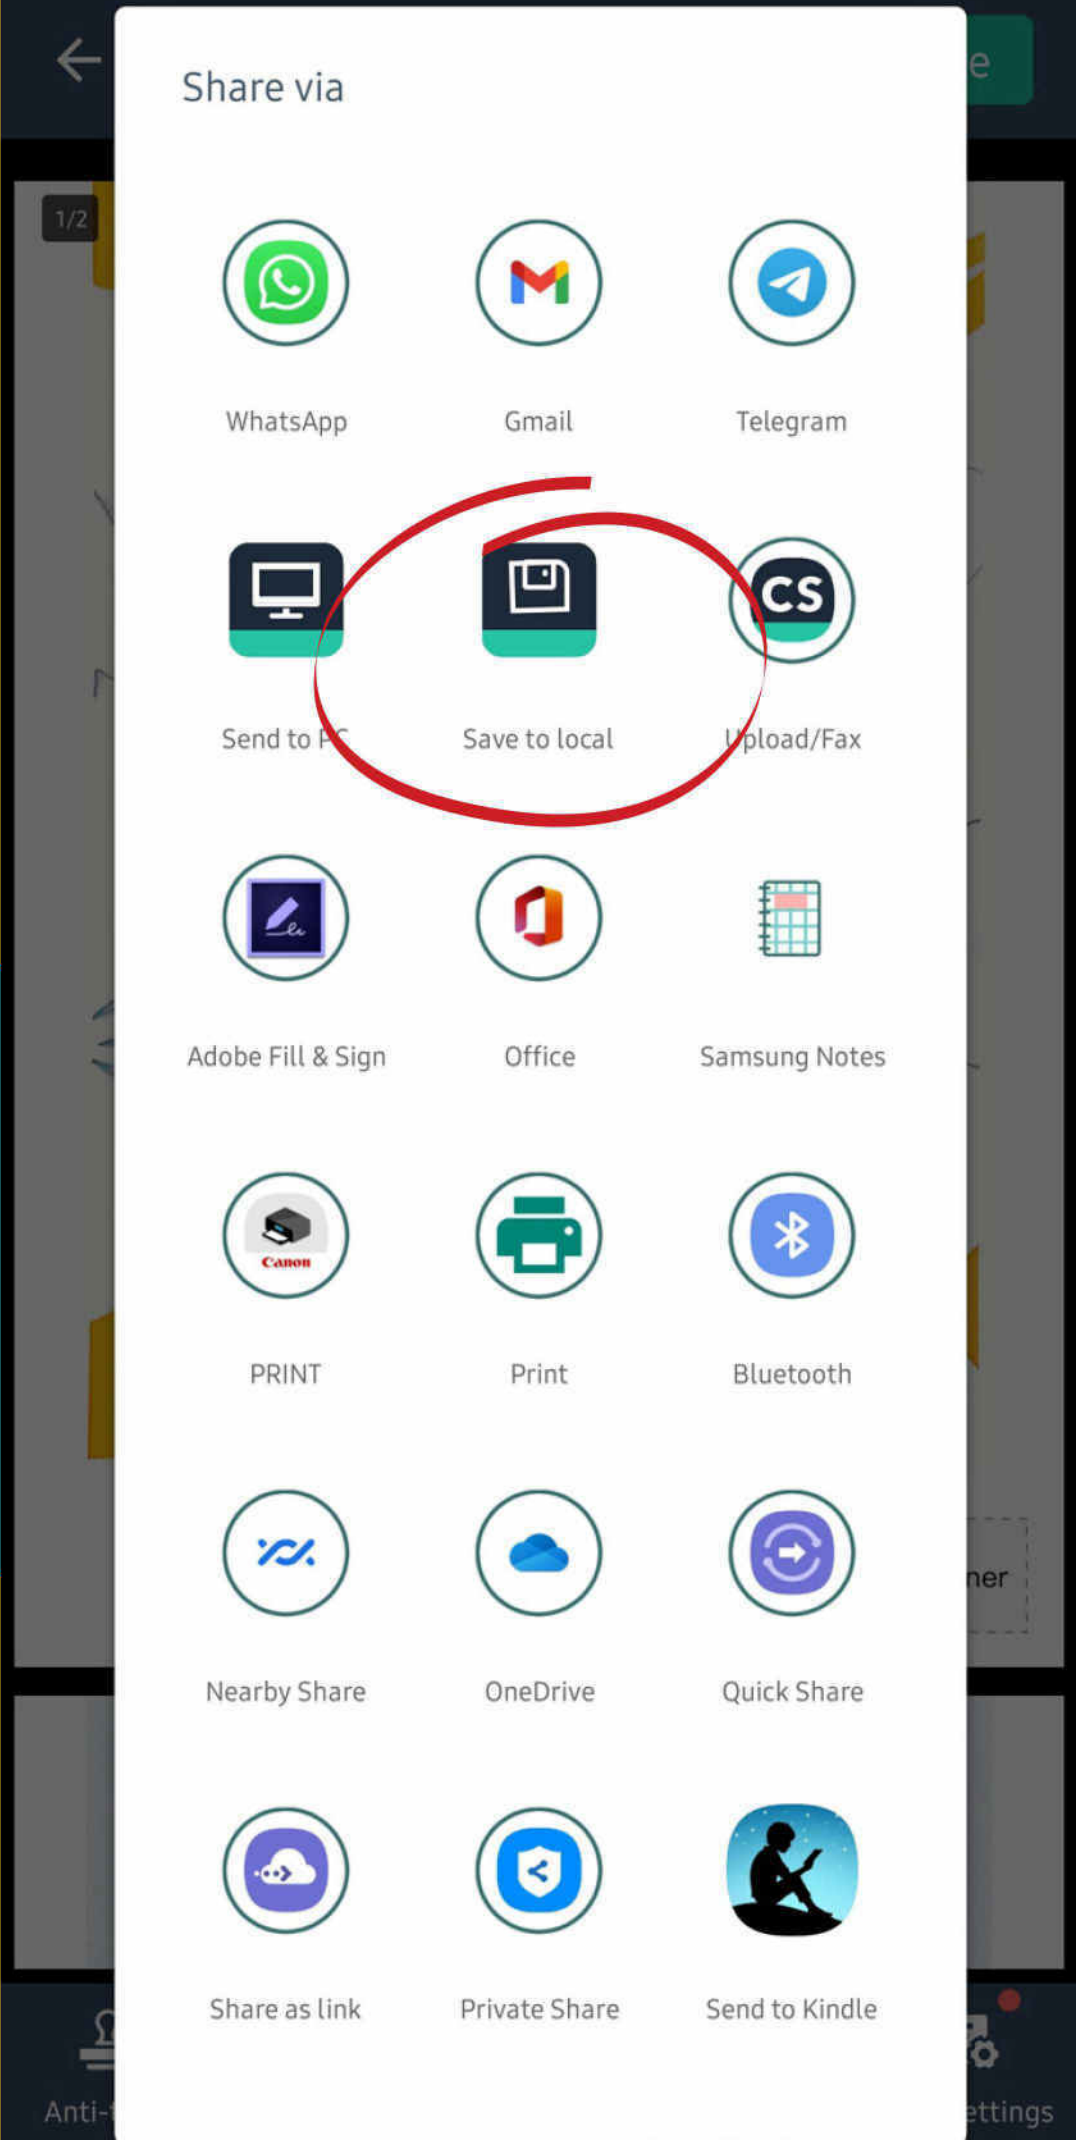 Share via
e
1/2
WhatsApp
Gmail
Telegram
CS
Send to PC
Save to local
Upload/Fax
Adobe Fill & Sign
Office
Samsung Notes
Canon
PRINT
Print
Bluetooth
ner
Nearby Share
OneDrive
Quick Share
Share as link
Private Share
Send to Kindle
Anti-
ettings